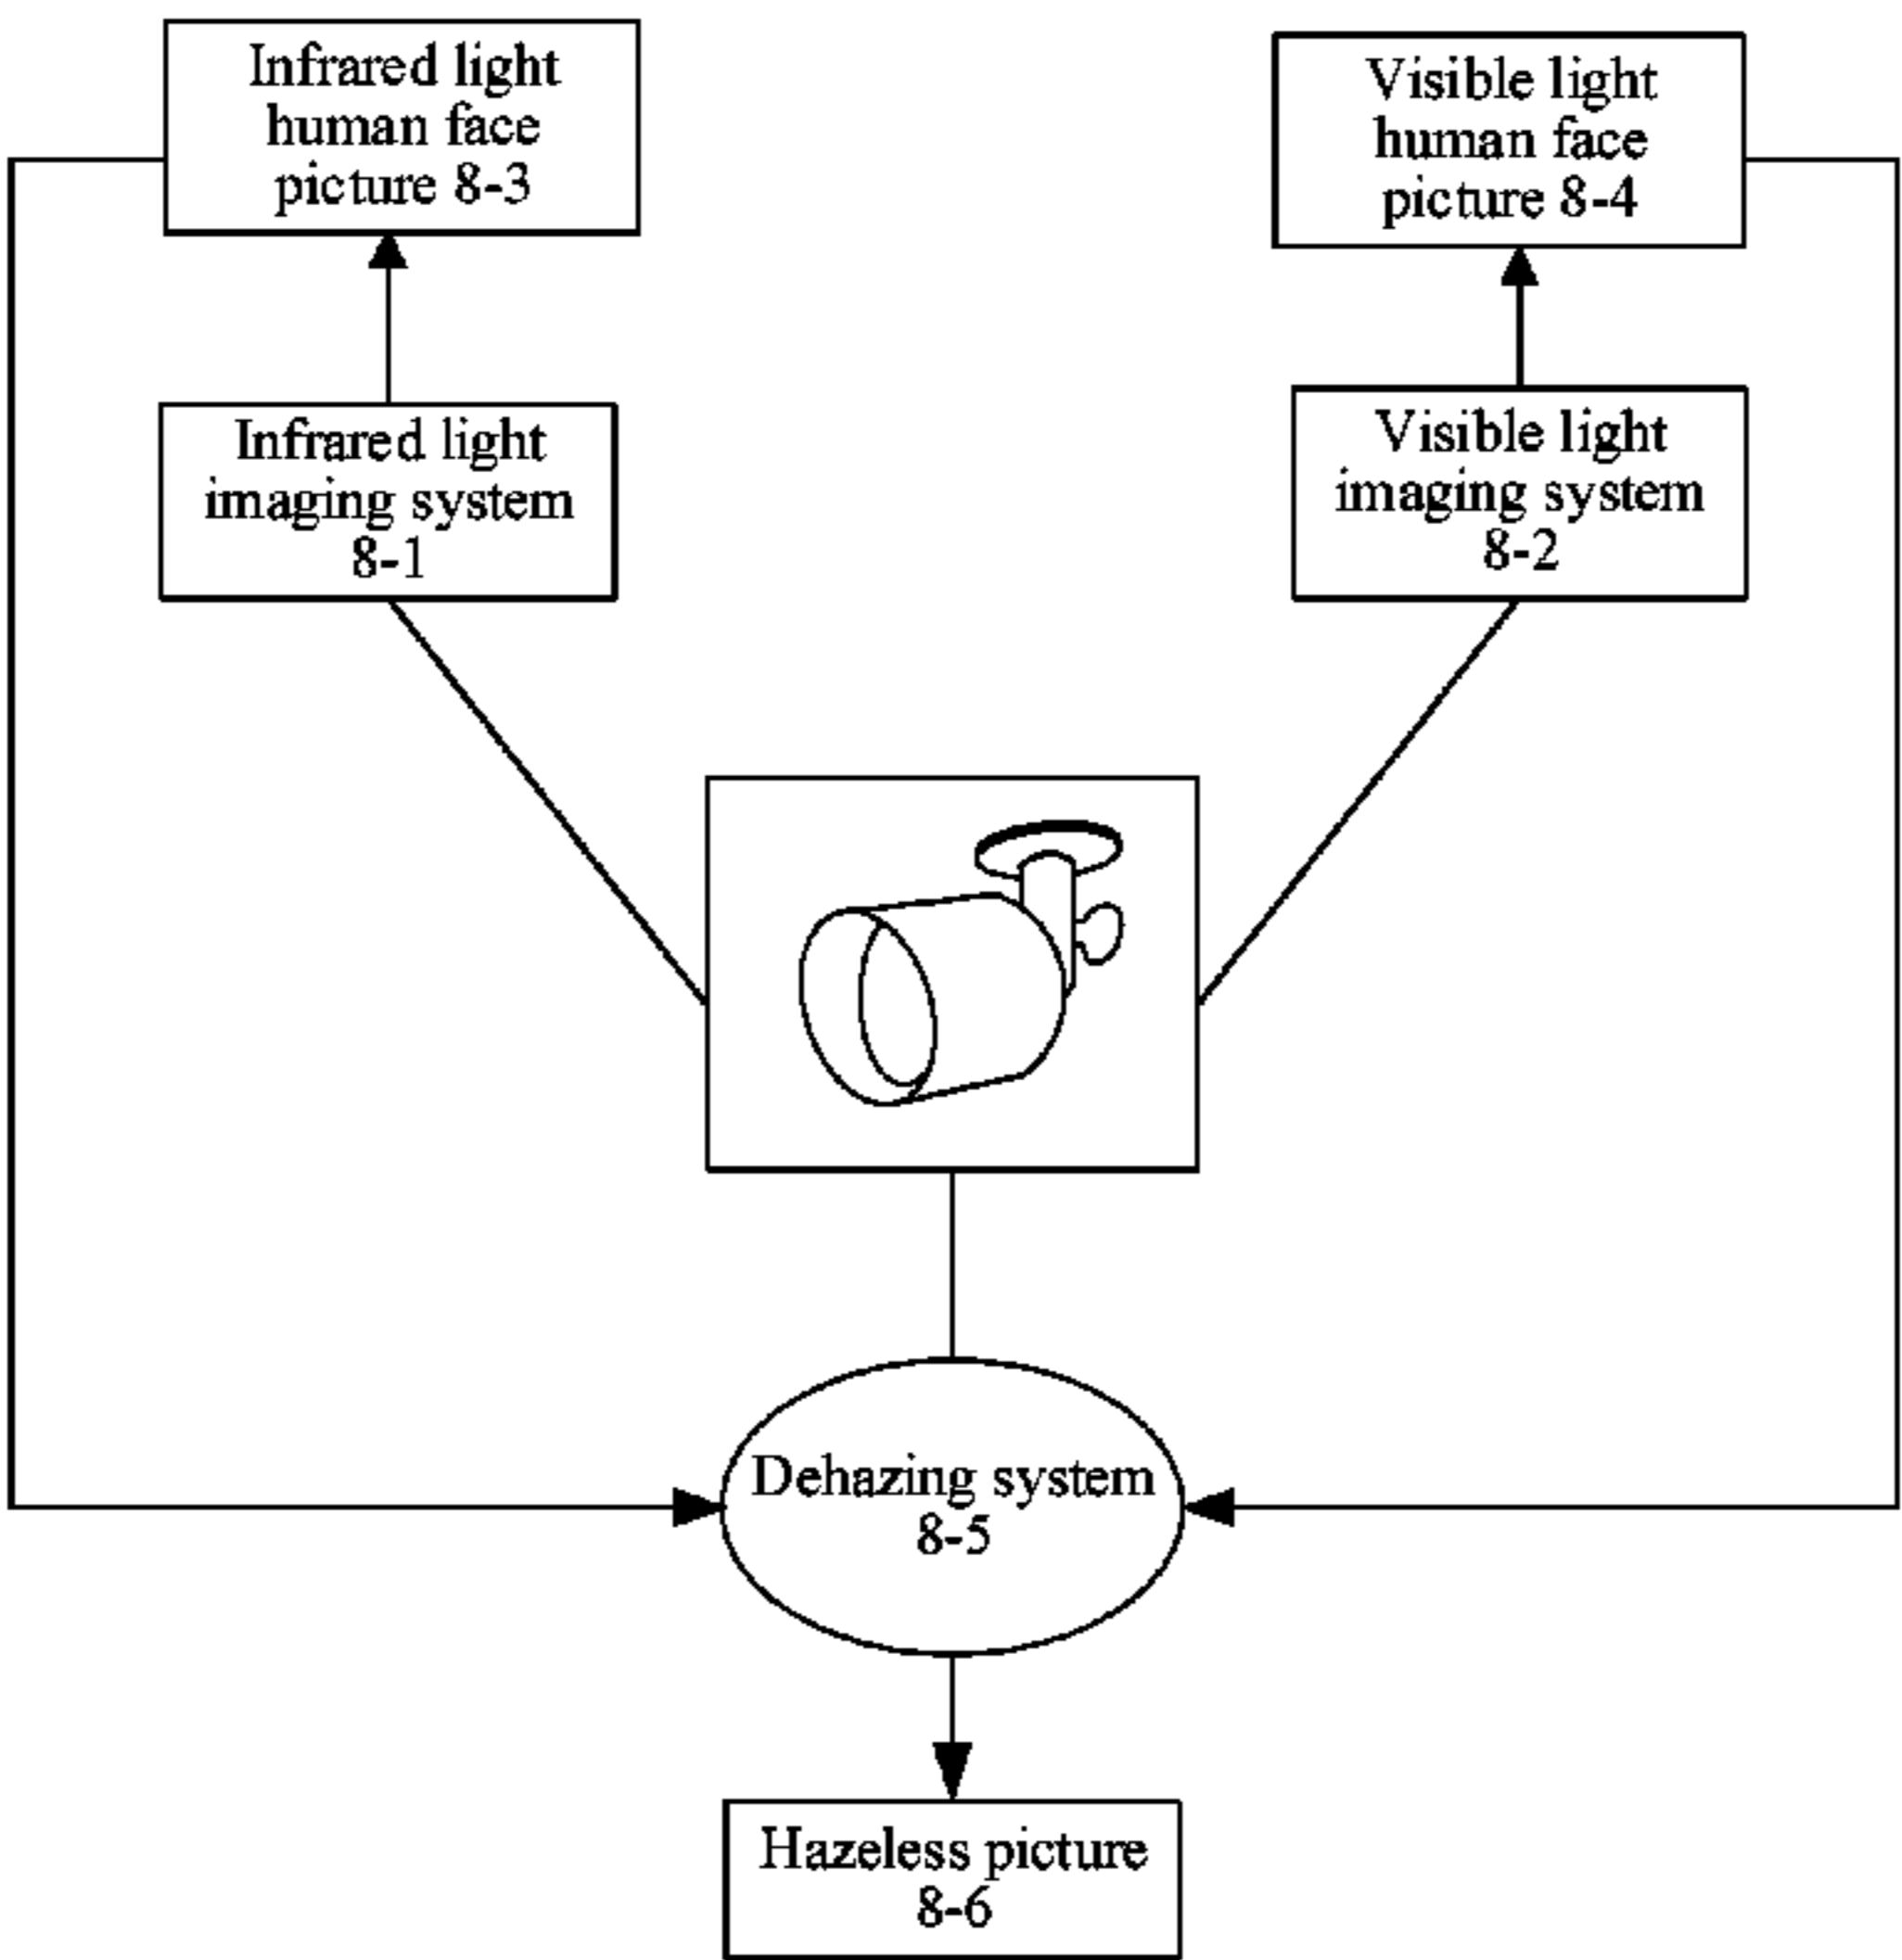 Infrared light
human face
picture 8-3
Visible light
human face
picture 8-4
Infrared light
imaging system
8-1
Visible light
imaging system
8-2
Dehazing system
8-5
Hazeless picture
8-6